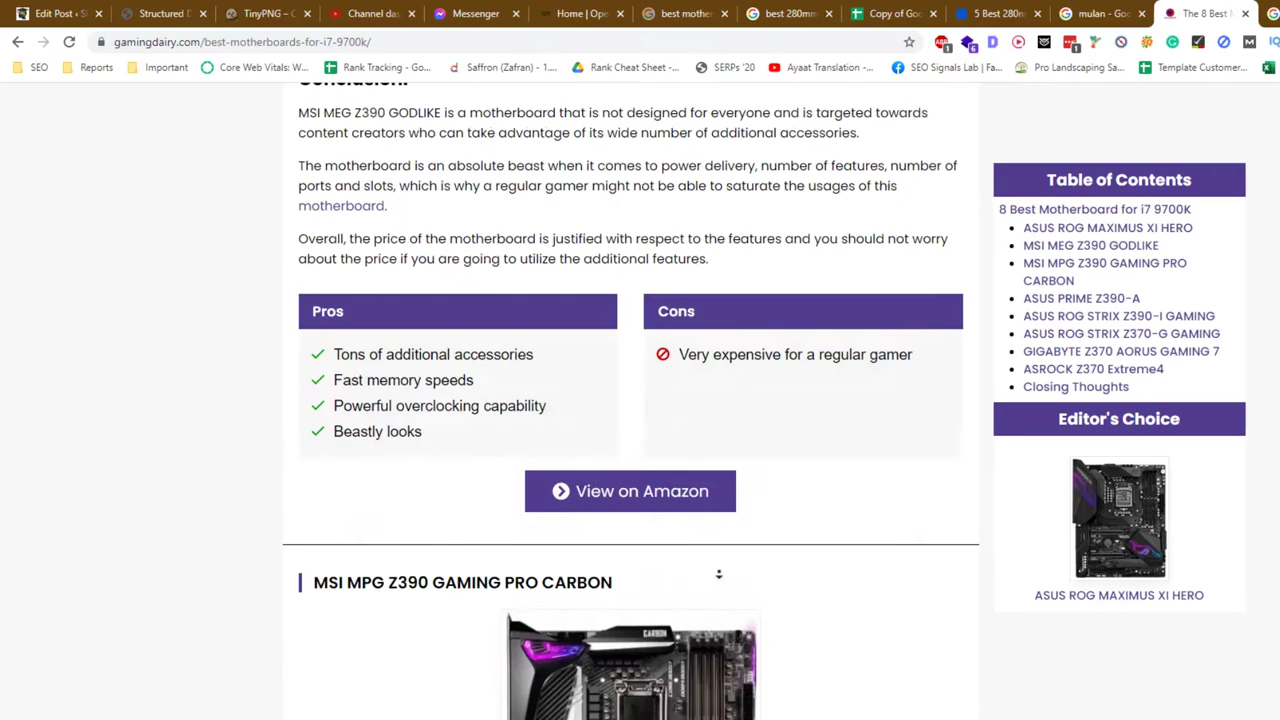 Edit Post ‹ S
Structured D
TinyPNG – C
Channel das
Messenger
Home | Ope
best mother
best 280mm
Copy of Goo
5 Best 280m
mulan - Goo
The 8 Best M
gamingdairy.com/best-motherboards-for-i7-9700k/
SEO
Reports
Important
Core Web Vitals: W...
Rank Tracking - Go...
Saffron (Zafran) - 1....
Rank Cheat Sheet -...
SERPs '20
Ayaat Translation -...
SEO Signals Lab | Fa...
Pro Landscaping Sa...
Template Customer...
Conclusion:
MSI MEG Z390 GODLIKE is a motherboard that is not designed for everyone and is targeted towards
content creators who can take advantage of its wide number of additional accessories.
The motherboard is an absolute beast when it comes to power delivery, number of features, number of
ports and slots, which is why a regular gamer might not be able to saturate the usages of this
motherboard.
Overall, the price of the motherboard is justified with respect to the features and you should not worry
about the price if you are going to utilize the additional features.
Pros
Tons of additional accessories
Fast memory speeds
Powerful overclocking capability
Beastly looks
Cons
Very expensive for a regular gamer
View on Amazon
MSI MPG Z390 GAMING PRO CARBON
CARBON
Table of Contents
8 Best Motherboard for i7 9700K
ASUS ROG MAXIMUS XI HERO
MSI MEG Z390 GODLIKE
MSI MPG Z390 GAMING PRO
CARBON
ASUS PRIME Z390-A
ASUS ROG STRIX Z390-I GAMING
ASUS ROG STRIX Z370-G GAMING
GIGABYTE Z370 AORUS GAMING 7
ASROCK Z370 Extreme4
Closing Thoughts
Editor's Choice
ASUS ROG MAXIMUS XI HERO